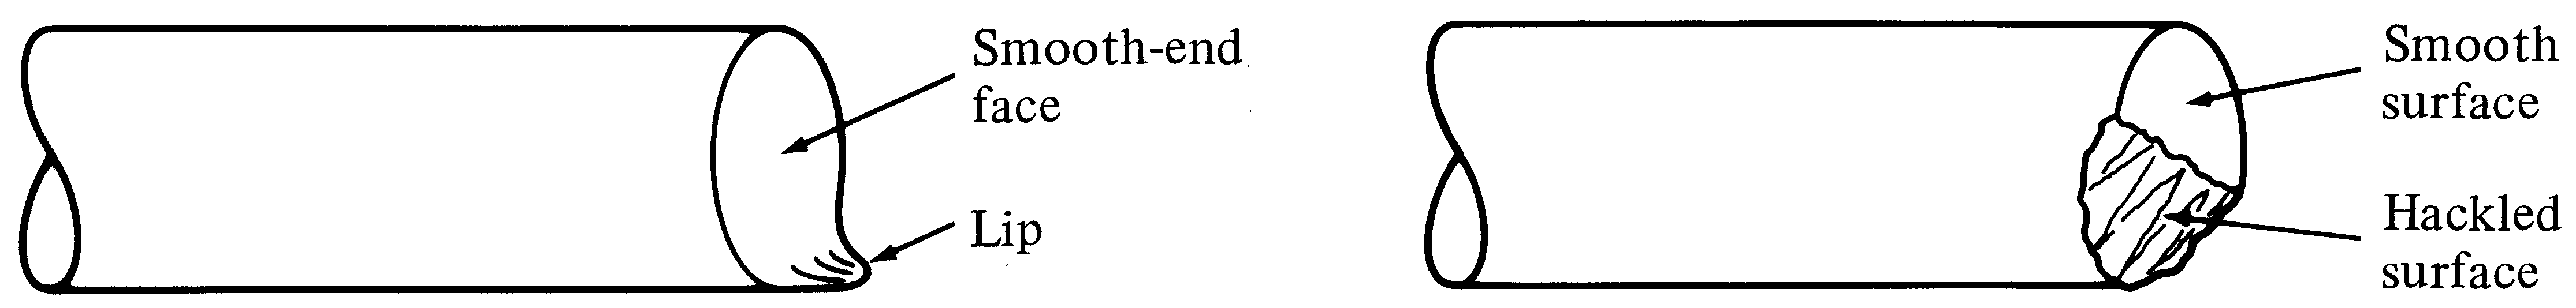 Smooth-end
face
Lip
Smooth
surface
Hackled
surface